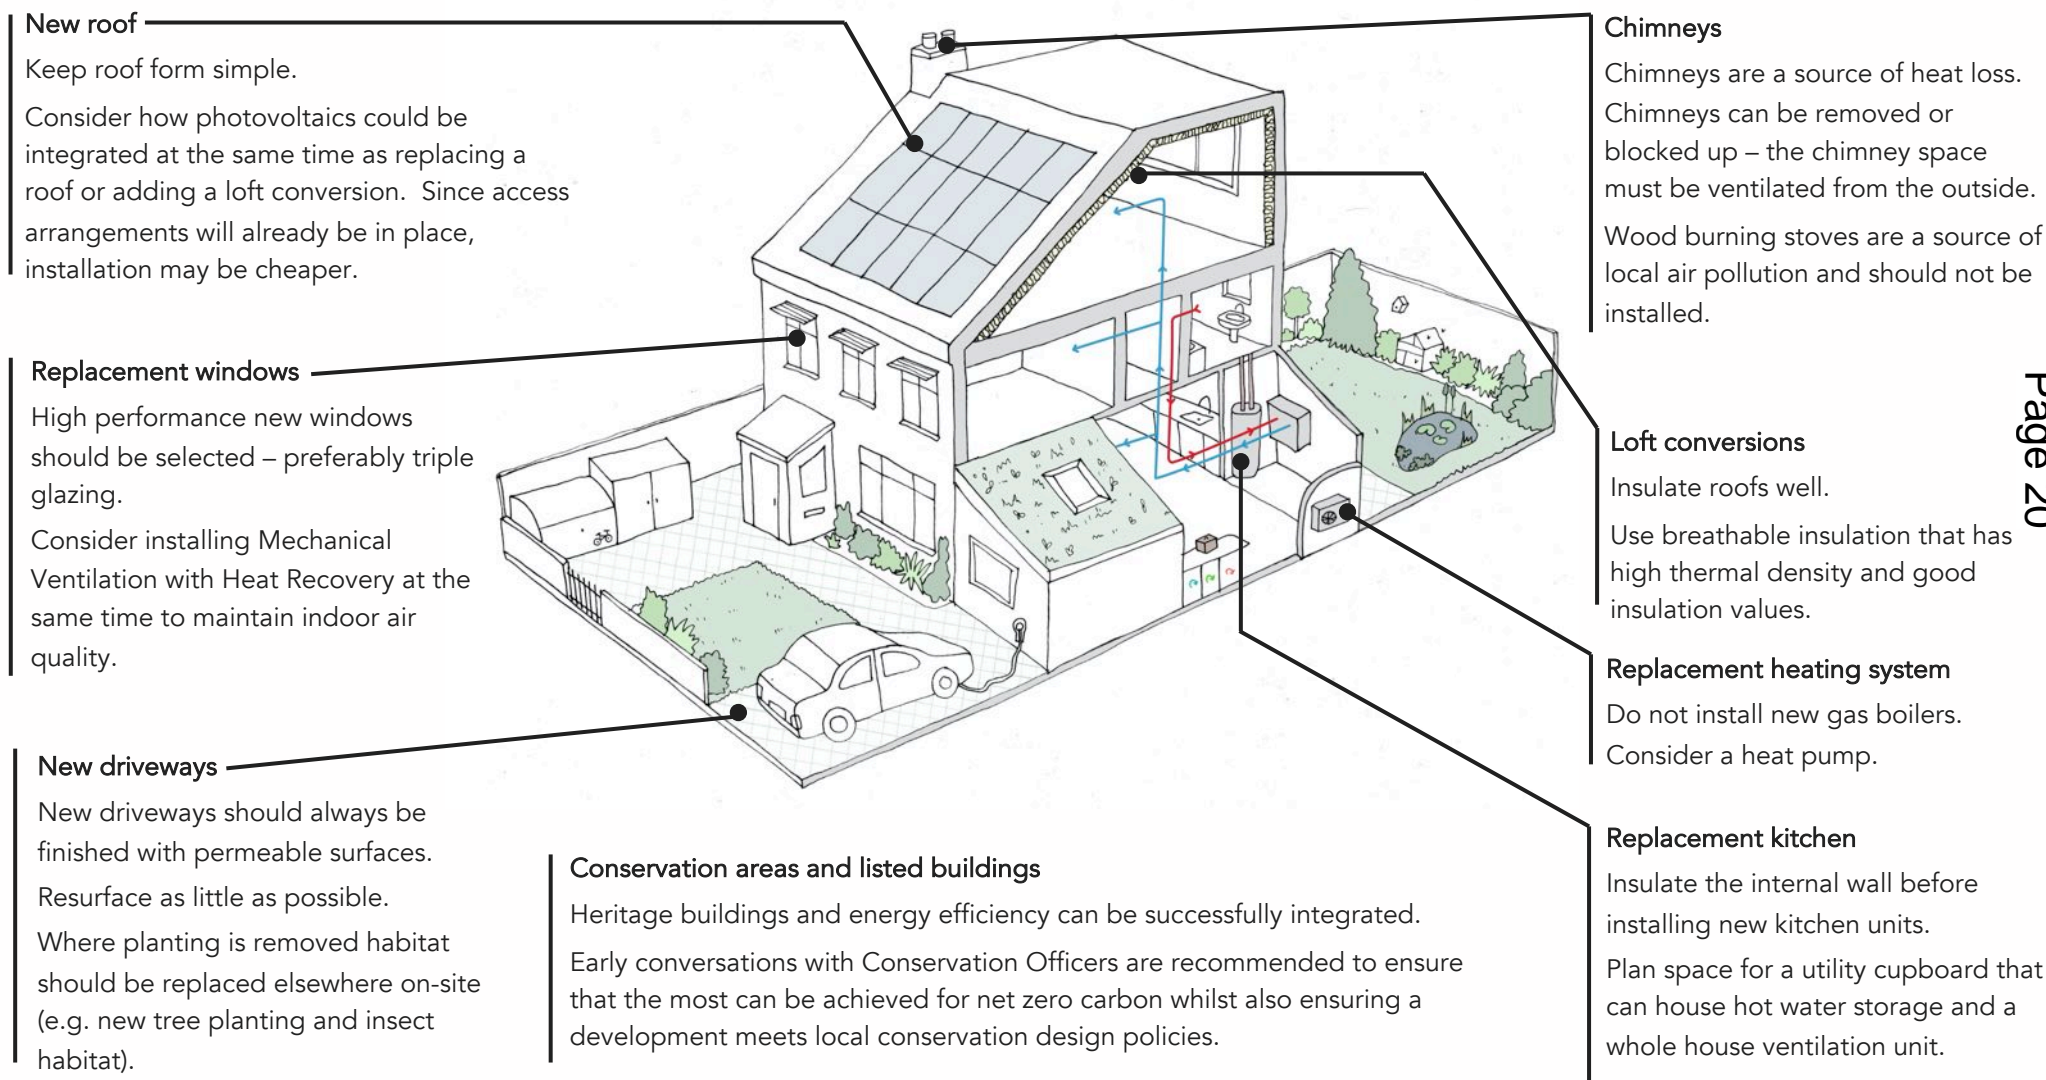 New roof
Keep roof form simple.
Consider how photovoltaics could be
integrated at the same time as replacing a
roof or adding a loft conversion.  Since access
arrangements will already be in place,
installation may be cheaper.
Replacement windows
High performance new windows
should be selected – preferably triple
glazing.
Consider installing Mechanical
Ventilation with Heat Recovery at the
same time to maintain indoor air
quality.
New driveways
New driveways should always be
finished with permeable surfaces.
Resurface as little as possible.
Where planting is removed habitat
should be replaced elsewhere on-site
(e.g. new tree planting and insect
habitat).
Conservation areas and listed buildings
Heritage buildings and energy efficiency can be successfully integrated.
Early conversations with Conservation Officers are recommended to ensure
that the most can be achieved for net zero carbon whilst also ensuring a
development meets local conservation design policies.
Chimneys
Chimneys are a source of heat loss.
Chimneys can be removed or
blocked up – the chimney space
must be ventilated from the outside.
Wood burning stoves are a source of
local air pollution and should not be
installed.
Loft conversions
Insulate roofs well.
Use breathable insulation that has
high thermal density and good
insulation values.
Replacement heating system
Do not install new gas boilers.
Consider a heat pump.
Replacement kitchen
Insulate the internal wall before
installing new kitchen units.
Plan space for a utility cupboard that
can house hot water storage and a
whole house ventilation unit.
Page 20